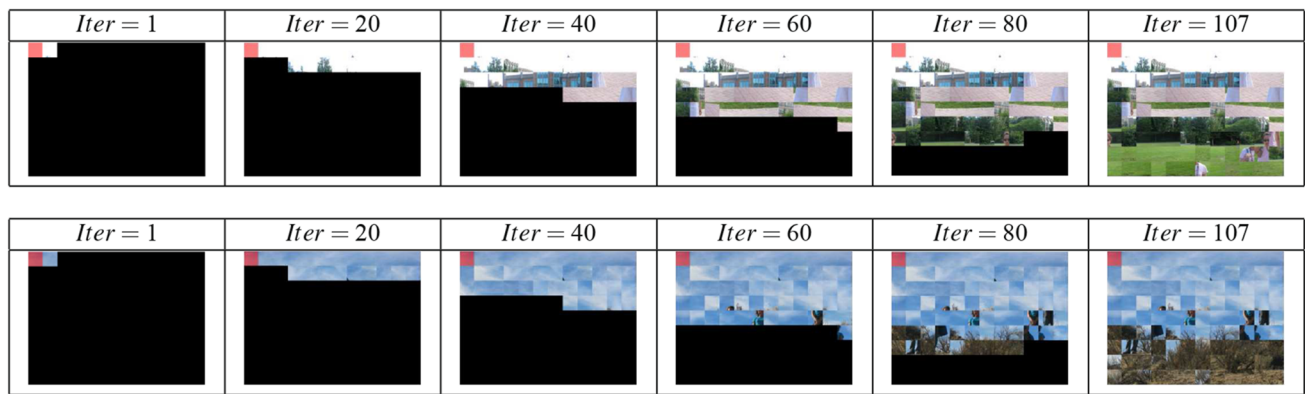 Iter = 1 Iter = 20 Iter = 40 Iter = 60 Iter = 80 Iter = 107
Iter = 1 Iter = 20 Iter = 40 Iter = 60 Iter = 80 Iter = 107